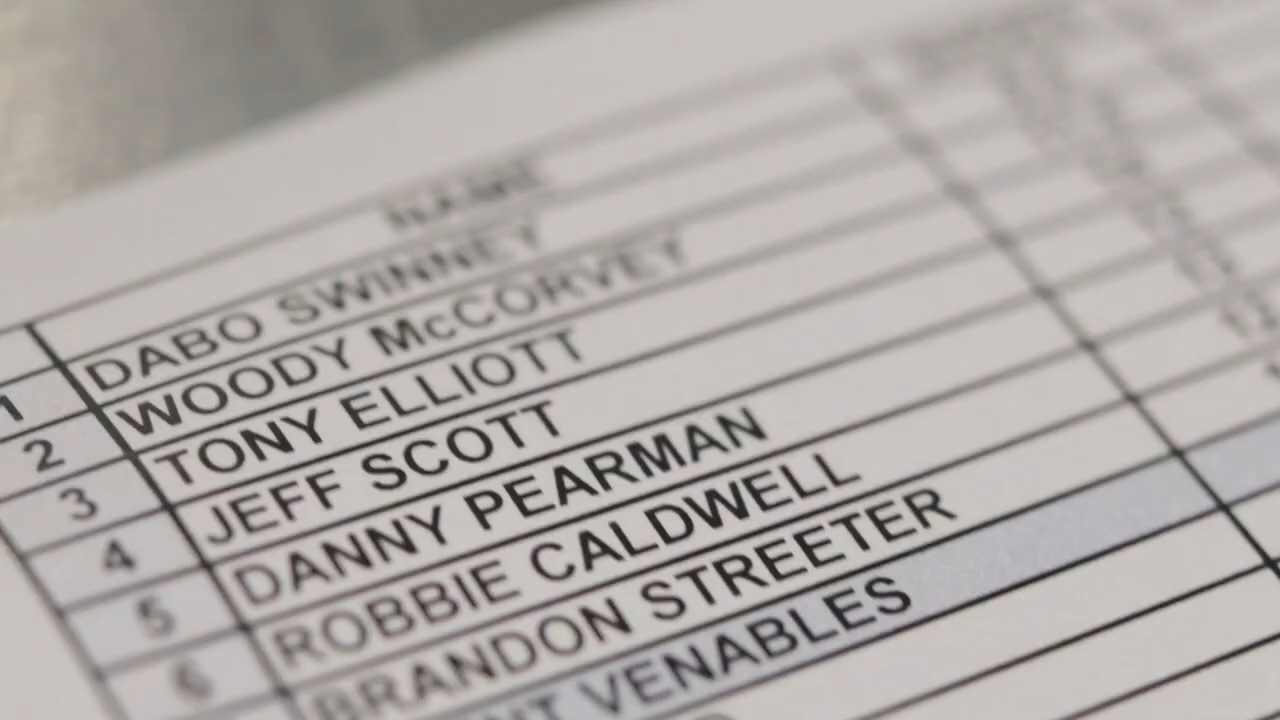 NAME
1 DABO SWINNEY
2 WOODY McCORVEY
3 TONY ELLIOTT
4 JEFF SCOTT
5 DANNY PEARMAN
6 ROBBIE CALDWELL
BRANDON STREETER
NT VENABLES